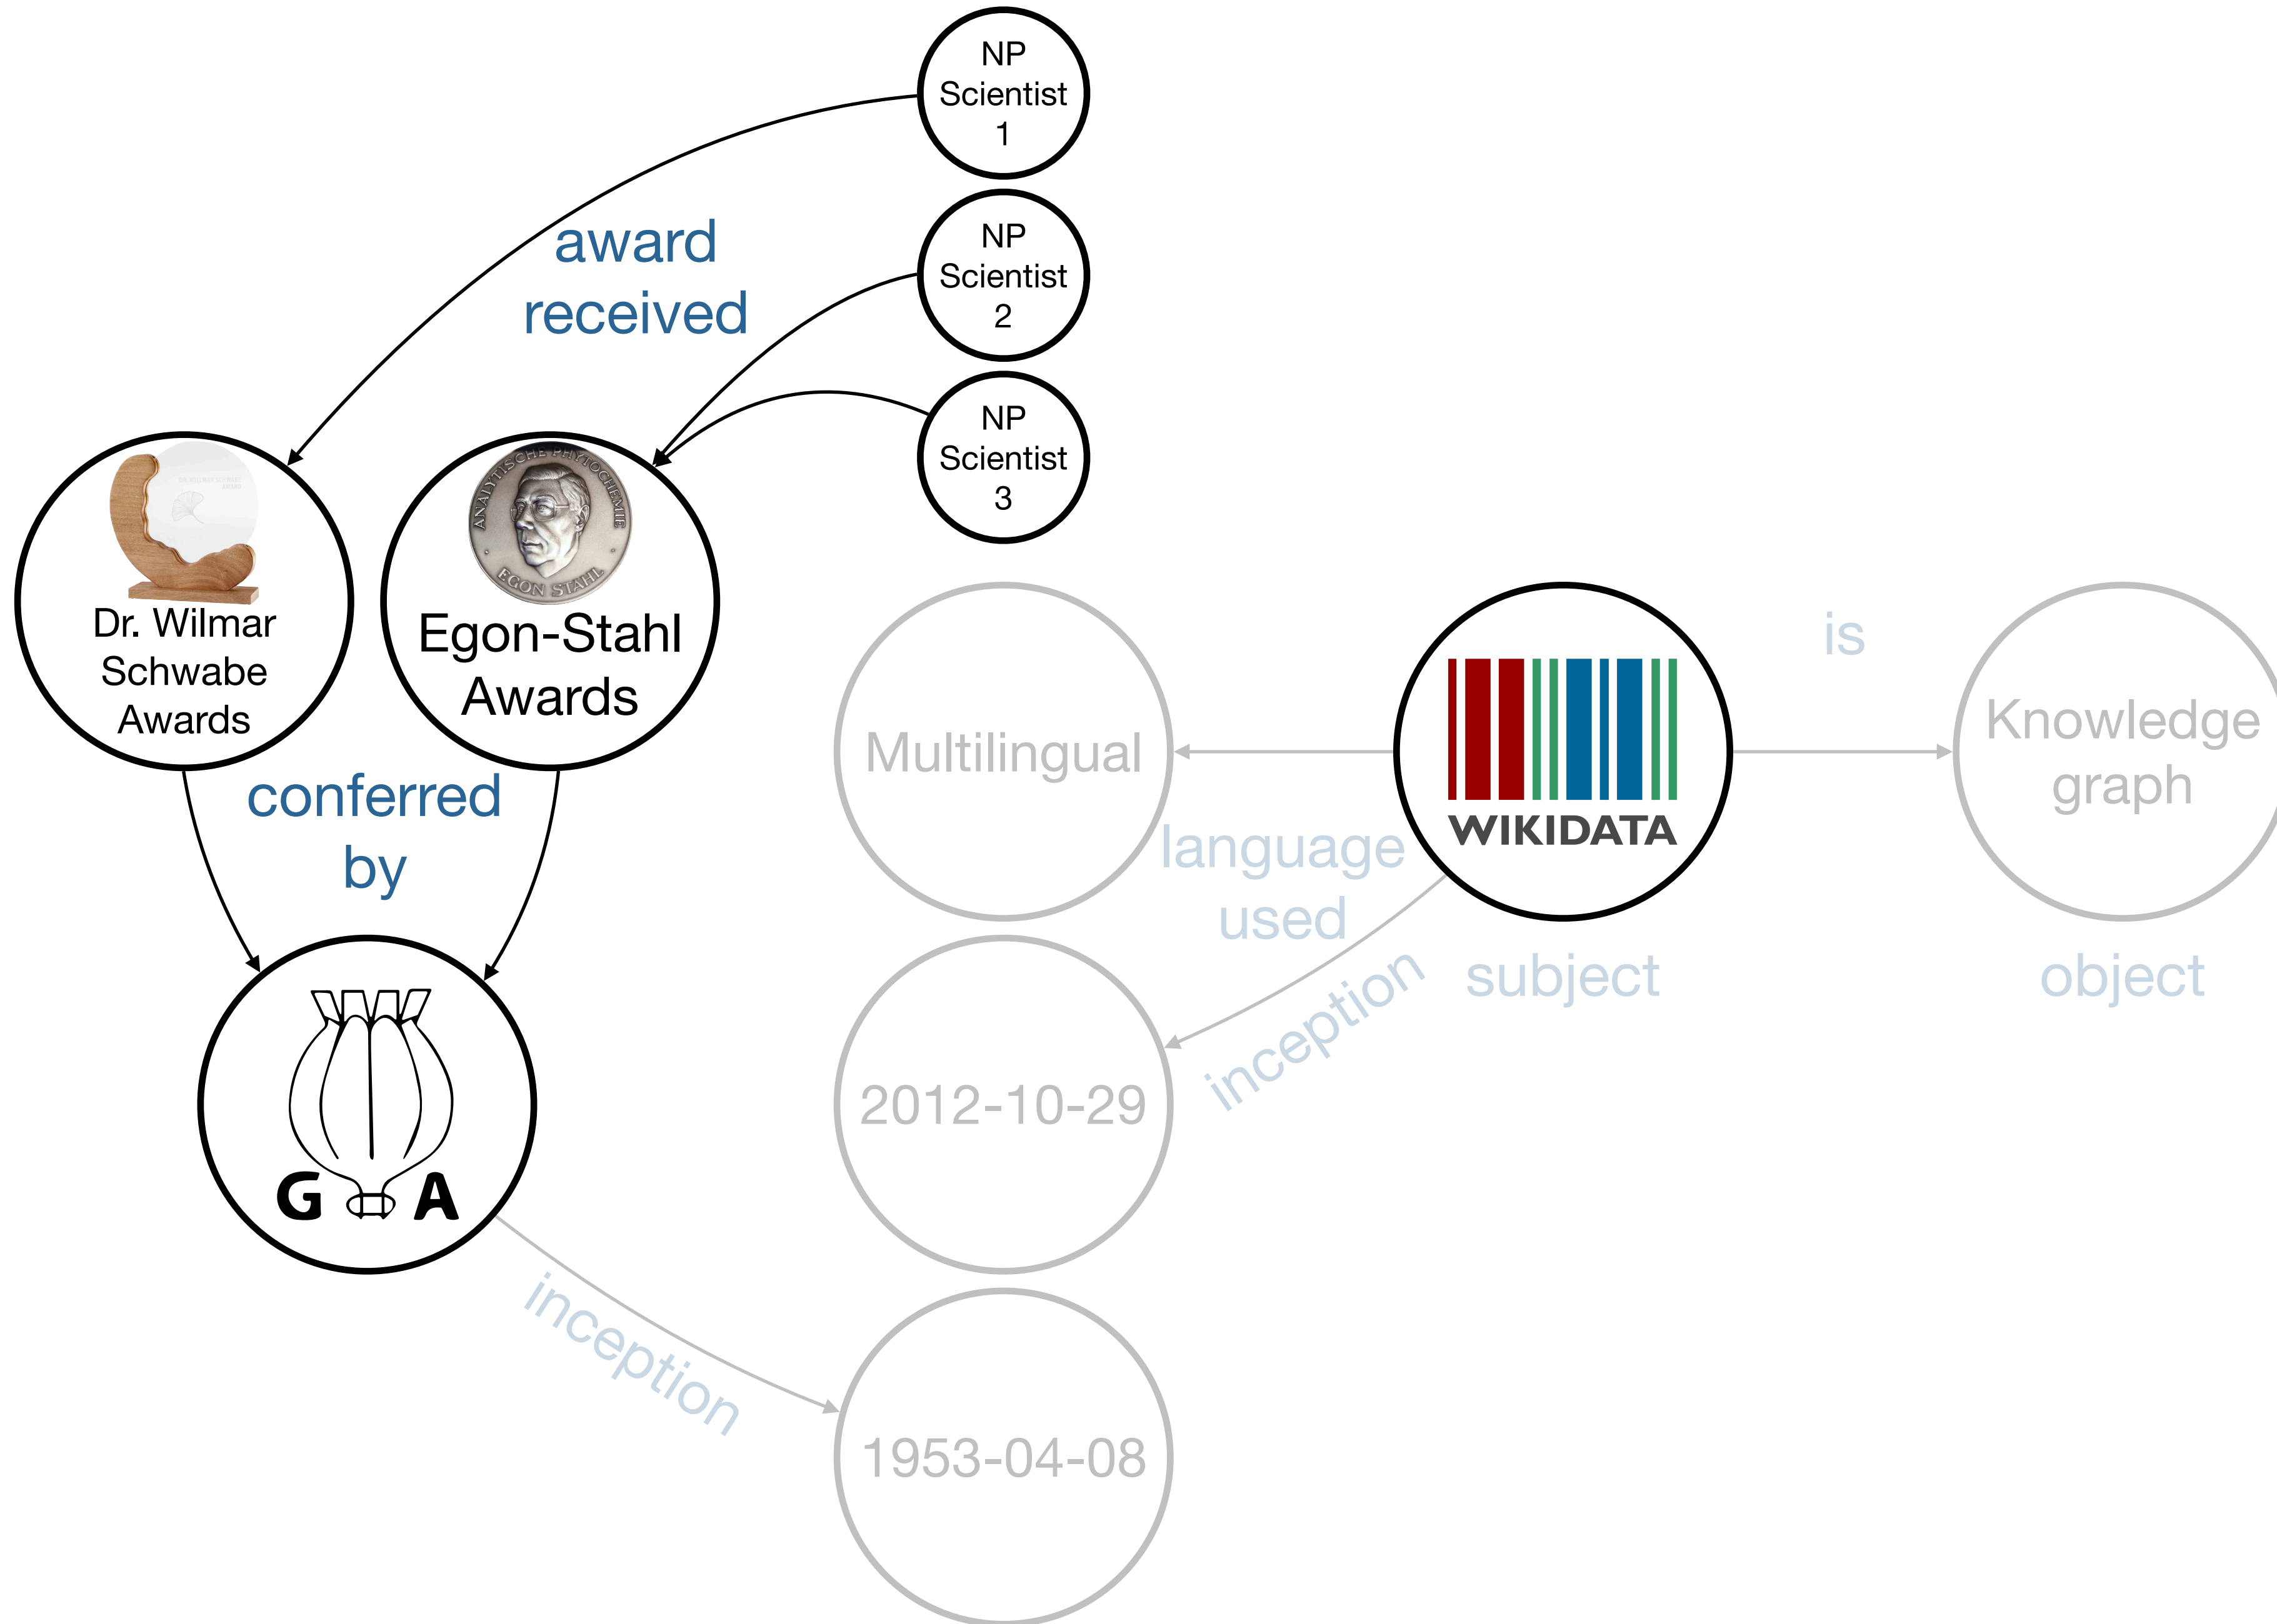 NP
Scientist
1
NP
Scientist
2
NP
Scientist
3
award
received
ANALYTISCHE PHYTOCHEMIE
EGON STAHL
Dr. Wilmar
Schwabe
Awards
Egon-Stahl
Awards
conferred
by
G A
inception
Multilingual
language
used
WIKIDATA
is
Knowledge
graph
subject
object
inception
2012-10-29
1953-04-08